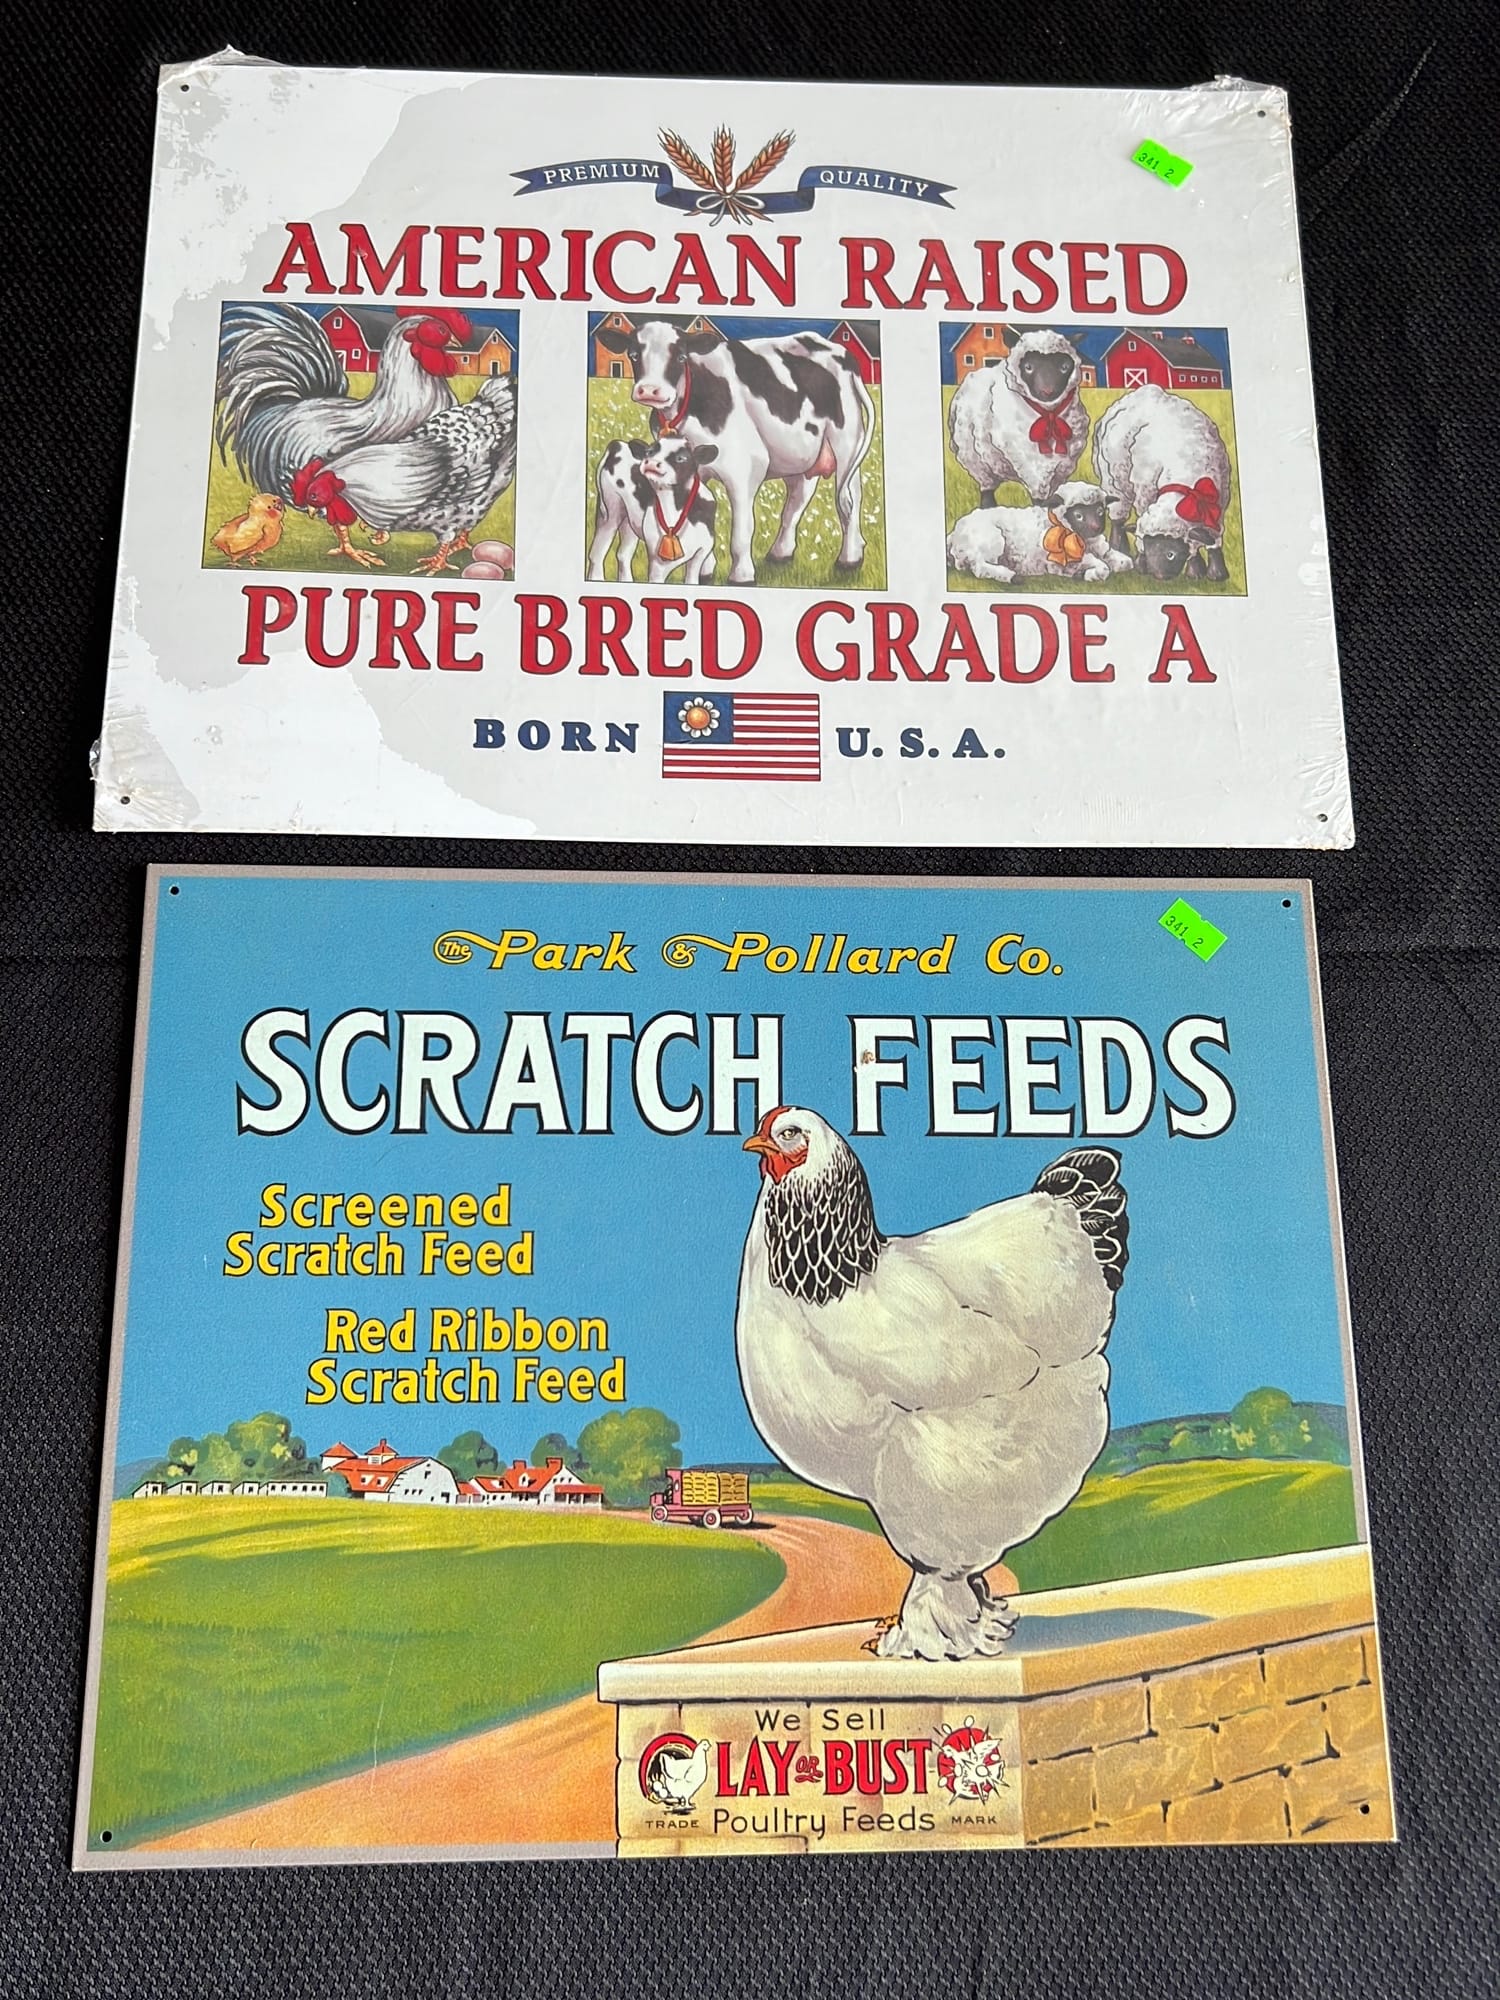 PREMIUM QUALITY
341 2
AMERICAN RAISED
PURE BRED GRADE A
BORN U. S. A.
The Park & Pollard Co.
341 2
SCRATCH FEEDS
Screened
Scratch Feed
Red Ribbon
Scratch Feed
We Sell
LAY OR BUST
TRADE Poultry Feeds MARK